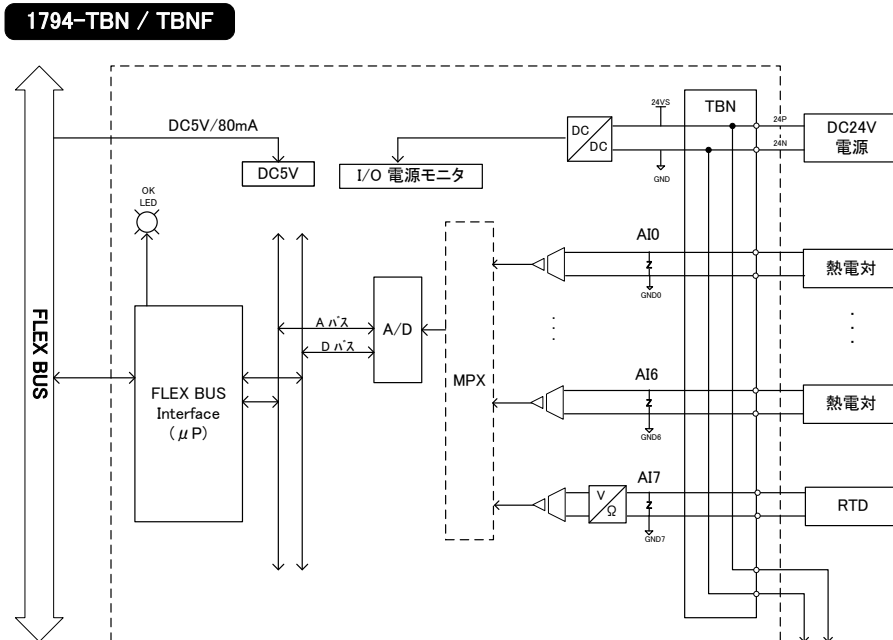 1794-TBN / TBNF
DC5V/80mA
DC5V
I/O 電源モニタ
DC
DC
24VS
GND
TBN
24P
24N
DC24V
電源
OK
LED
FLEX BUS
FLEX BUS
Interface
(μP)
A バス
D バス
A/D
MPX
AI0
Z
GND0
熱電対
AI6
Z
GND6
熱電対
AI7
V
Ω
Z
GND7
RTD